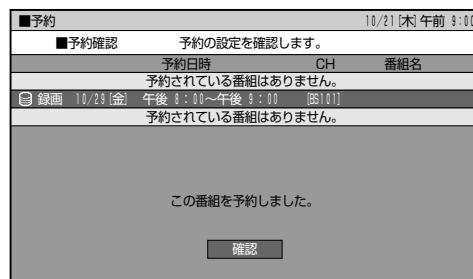 ■予約 10/21[木]午前 9:00
■予約確認 予約の設定を確認します。
予約日時 CH 番組名
予約されている番組はありません。
録画 10/29[金] 午後 8:00～午後 9:00 [BS101]
予約されている番組はありません。
この番組を予約しました。
確認